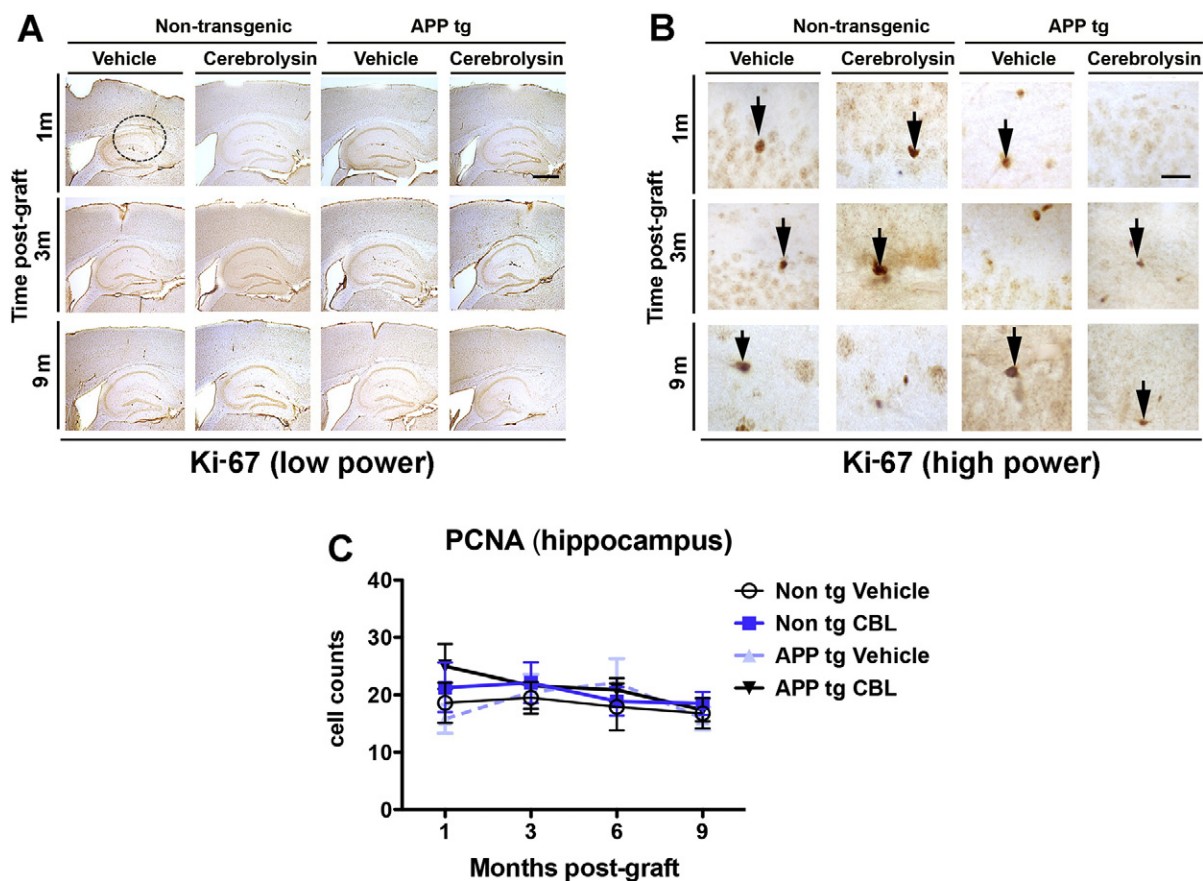 A
Non-transgenic
APP tg
Vehicle
Cerebrolysin
Vehicle
Cerebrolysin
Time post-graft
1m
3m
9 m
Ki-67 (low power)
B
Non-transgenic
APP tg
Vehicle
Cerebrolysin
Vehicle
Cerebrolysin
Time post-graft
1m
3m
9 m
Ki-67 (high power)
C
PCNA (hippocampus)
cell counts
40
30
20
10
0
1
3
6
9
Months post-graft
Non tg Vehicle
Non tg CBL
APP tg Vehicle
APP tg CBL